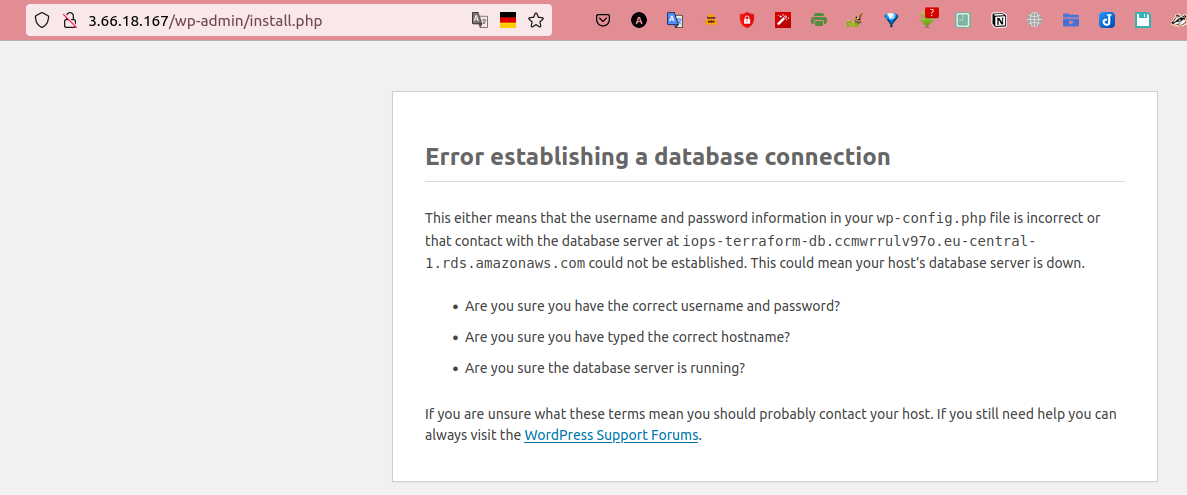 3.66.18.167/wp-admin/install.php
Error establishing a database connection
This either means that the username and password information in your wp-config.php file is incorrect or
that contact with the database server at iops-terraform-db.ccmwrrulv97o.eu-central-
1.rds.amazonaws.com could not be established. This could mean your host’s database server is down.
• Are you sure you have the correct username and password?
• Are you sure you have typed the correct hostname?
• Are you sure the database server is running?
If you are unsure what these terms mean you should probably contact your host. If you still need help you can
always visit the WordPress Support Forums.